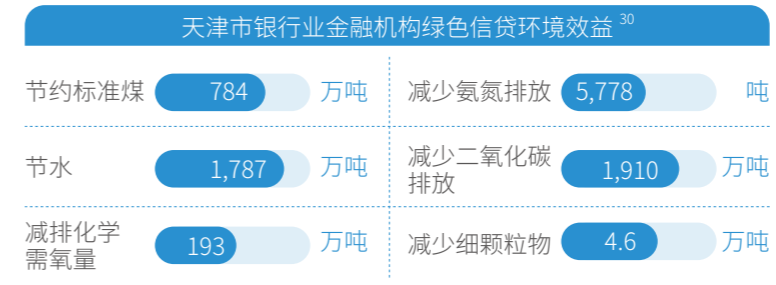 天津市银行业金融机构绿色信贷环境效益 30
节约标准煤 784 万吨
减少氨氮排放 5,778 吨
节水 1,787 万吨
减少二氧化碳
排放 1,910 万吨
减排化学
需氧量 193 万吨
减少细颗粒物 4.6 万吨